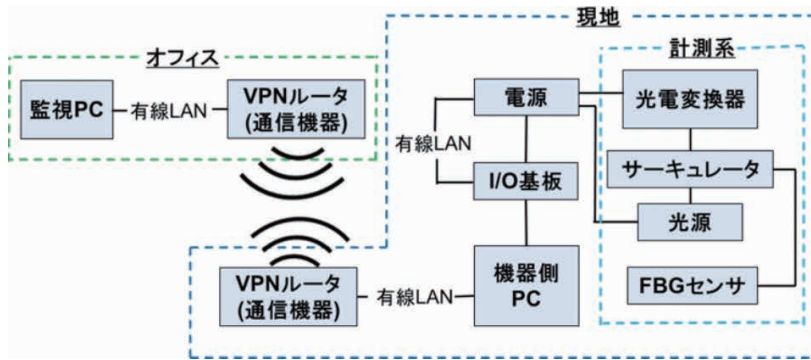 現地
オフィス
計測系
監視PC
有線LAN
VPNルータ
(通信機器)
電源
光電変換器
有線LAN
I/O基板
サーキュレータ
光源
VPNルータ
(通信機器)
有線LAN
機器側
PC
FBGセンサ